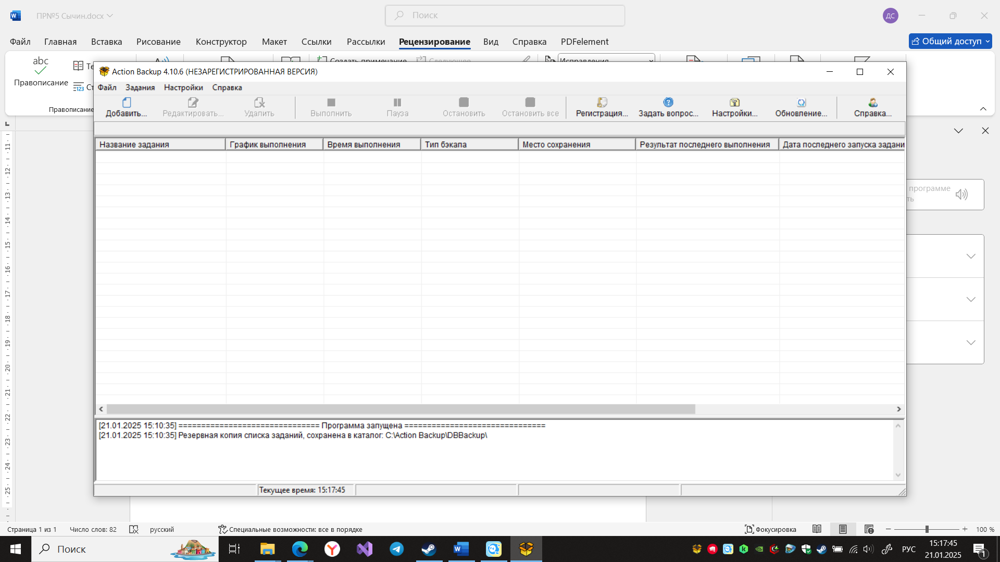 ПР№5 Сычин.docx
Поиск
ДС
Файл Главная Вставка Рисование Конструктор Макет Ссылки Рассылки Рецензирование Вид Справка PDFelement
Общий доступ
abc
Правописание
123
Правописание
Создать примечание
Следующее
Исправления
Action Backup 4.10.6 (НЕЗАРЕГИСТРИРОВАННАЯ ВЕРСИЯ)
Файл Задания Настройки Справка
Добавить... Редактировать... Удалить Выполнить Пауза Остановить Остановить все Регистрация... Задать вопрос... Настройки... Обновление... Справка...
Название задания График выполнения Время выполнения Тип бэкапа Место сохранения Результат последнего выполнения Дата последнего запуска задани
программе
[21.01.2025 15:10:35] =============================== Программа запущена ===============================
[21.01.2025 15:10:35] Резервная копия списка заданий, сохранена в каталог: C:\Action Backup\DBBackup\
Текущее время: 15:17:45
11
12
13
14
15
16
17
18
19
20
21
22
23
24
25
Страница 1 из 1 Число слов: 82 русский Специальные возможности: все в порядке Фокусировка 100 %
Поиск
РУС
15:17:45
21.01.2025
1